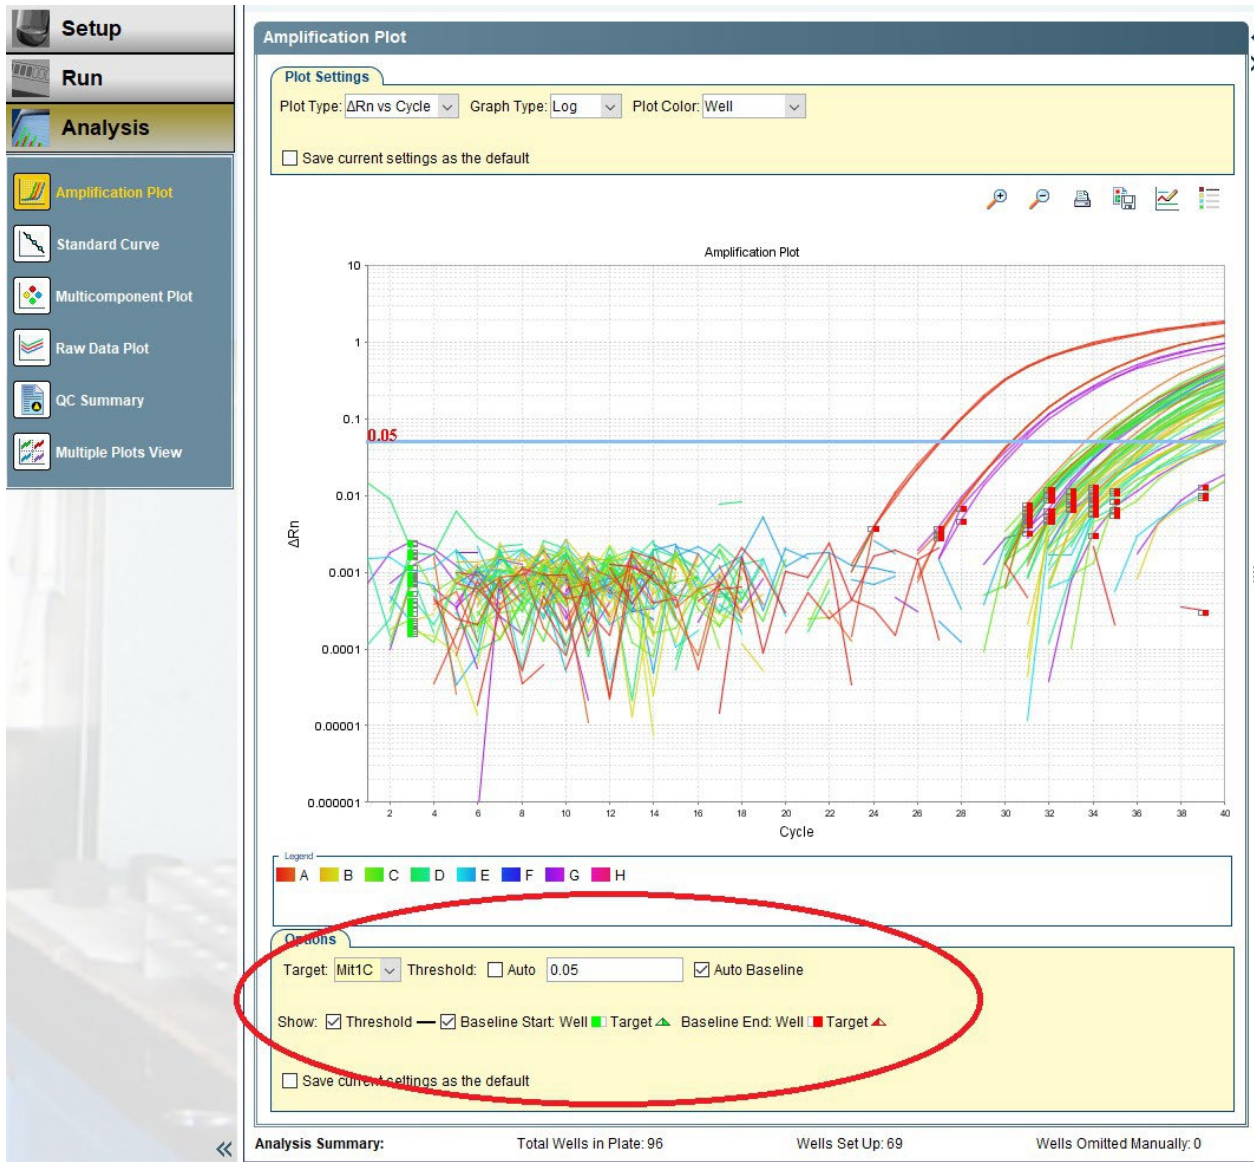 Setup
Run
Analysis
Amplification Plot
Standard Curve
Multicomponent Plot
Raw Data Plot
QC Summary
Multiple Plots View
«
Amplification Plot
Plot Settings
Plot Type: ΔRn vs Cycle Graph Type: Log Plot Color: Well
Save current settings as the default
Amplification Plot
10
1
0.1
0.05
0.01
0.001
0.0001
0.00001
0.000001
ΔRn
2 4 6 8 10 12 14 16 18 20 22 24 26 28 30 32 34 36 38 40
Cycle
Legend
A B C D E F G H
Options
Target: Mit1C Threshold: Auto 0.05 Auto Baseline
Show: Threshold Baseline Start: Well Target Baseline End: Well Target
Save current settings as the default
Analysis Summary: Total Wells in Plate: 96 Wells Set Up: 69 Wells Omitted Manually: 0